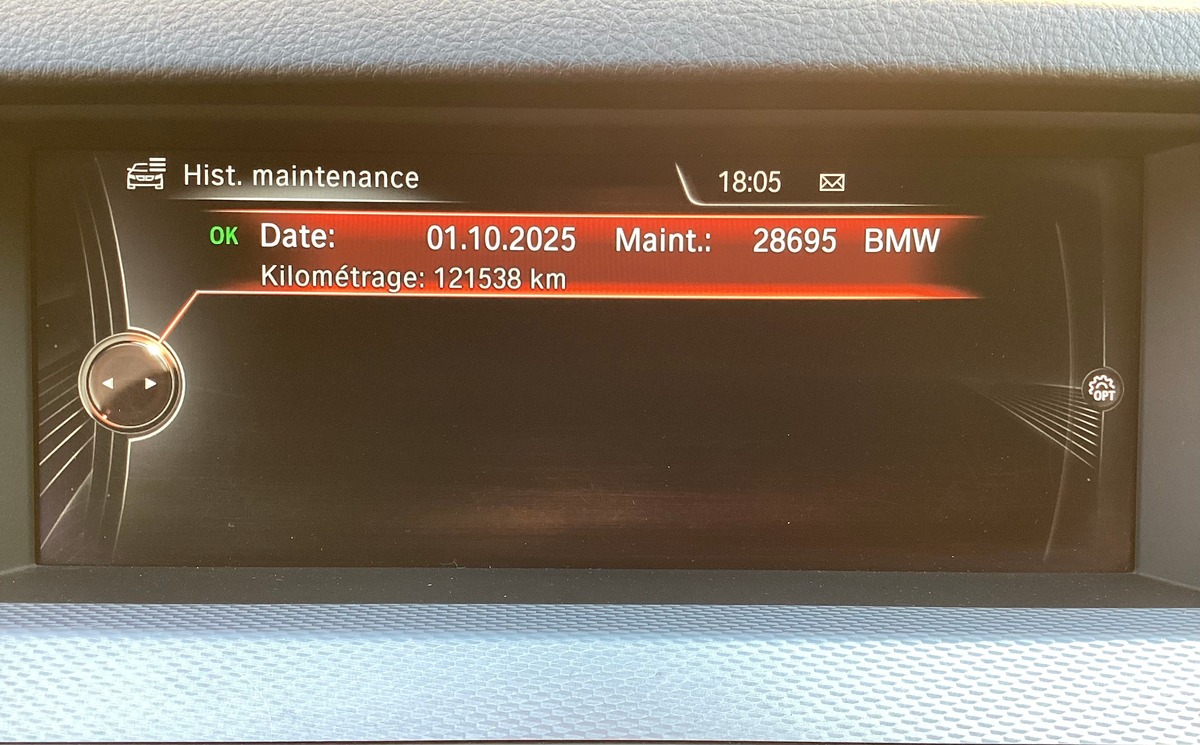 Hist. maintenance
18:05
OK Date: 01.10.2025 Maint.: 28695 BMW
Kilométrage: 121538 km
OPT